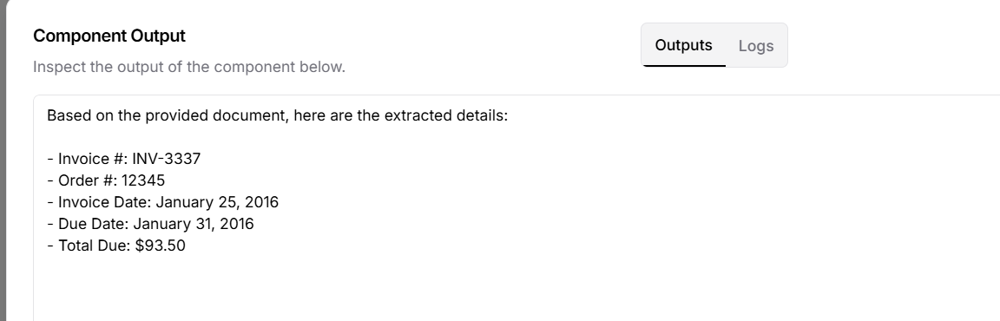 Component Output
Inspect the output of the component below.
Outputs
Logs
Based on the provided document, here are the extracted details:
- Invoice #: INV-3337
- Order #: 12345
- Invoice Date: January 25, 2016
- Due Date: January 31, 2016
- Total Due: $93.50